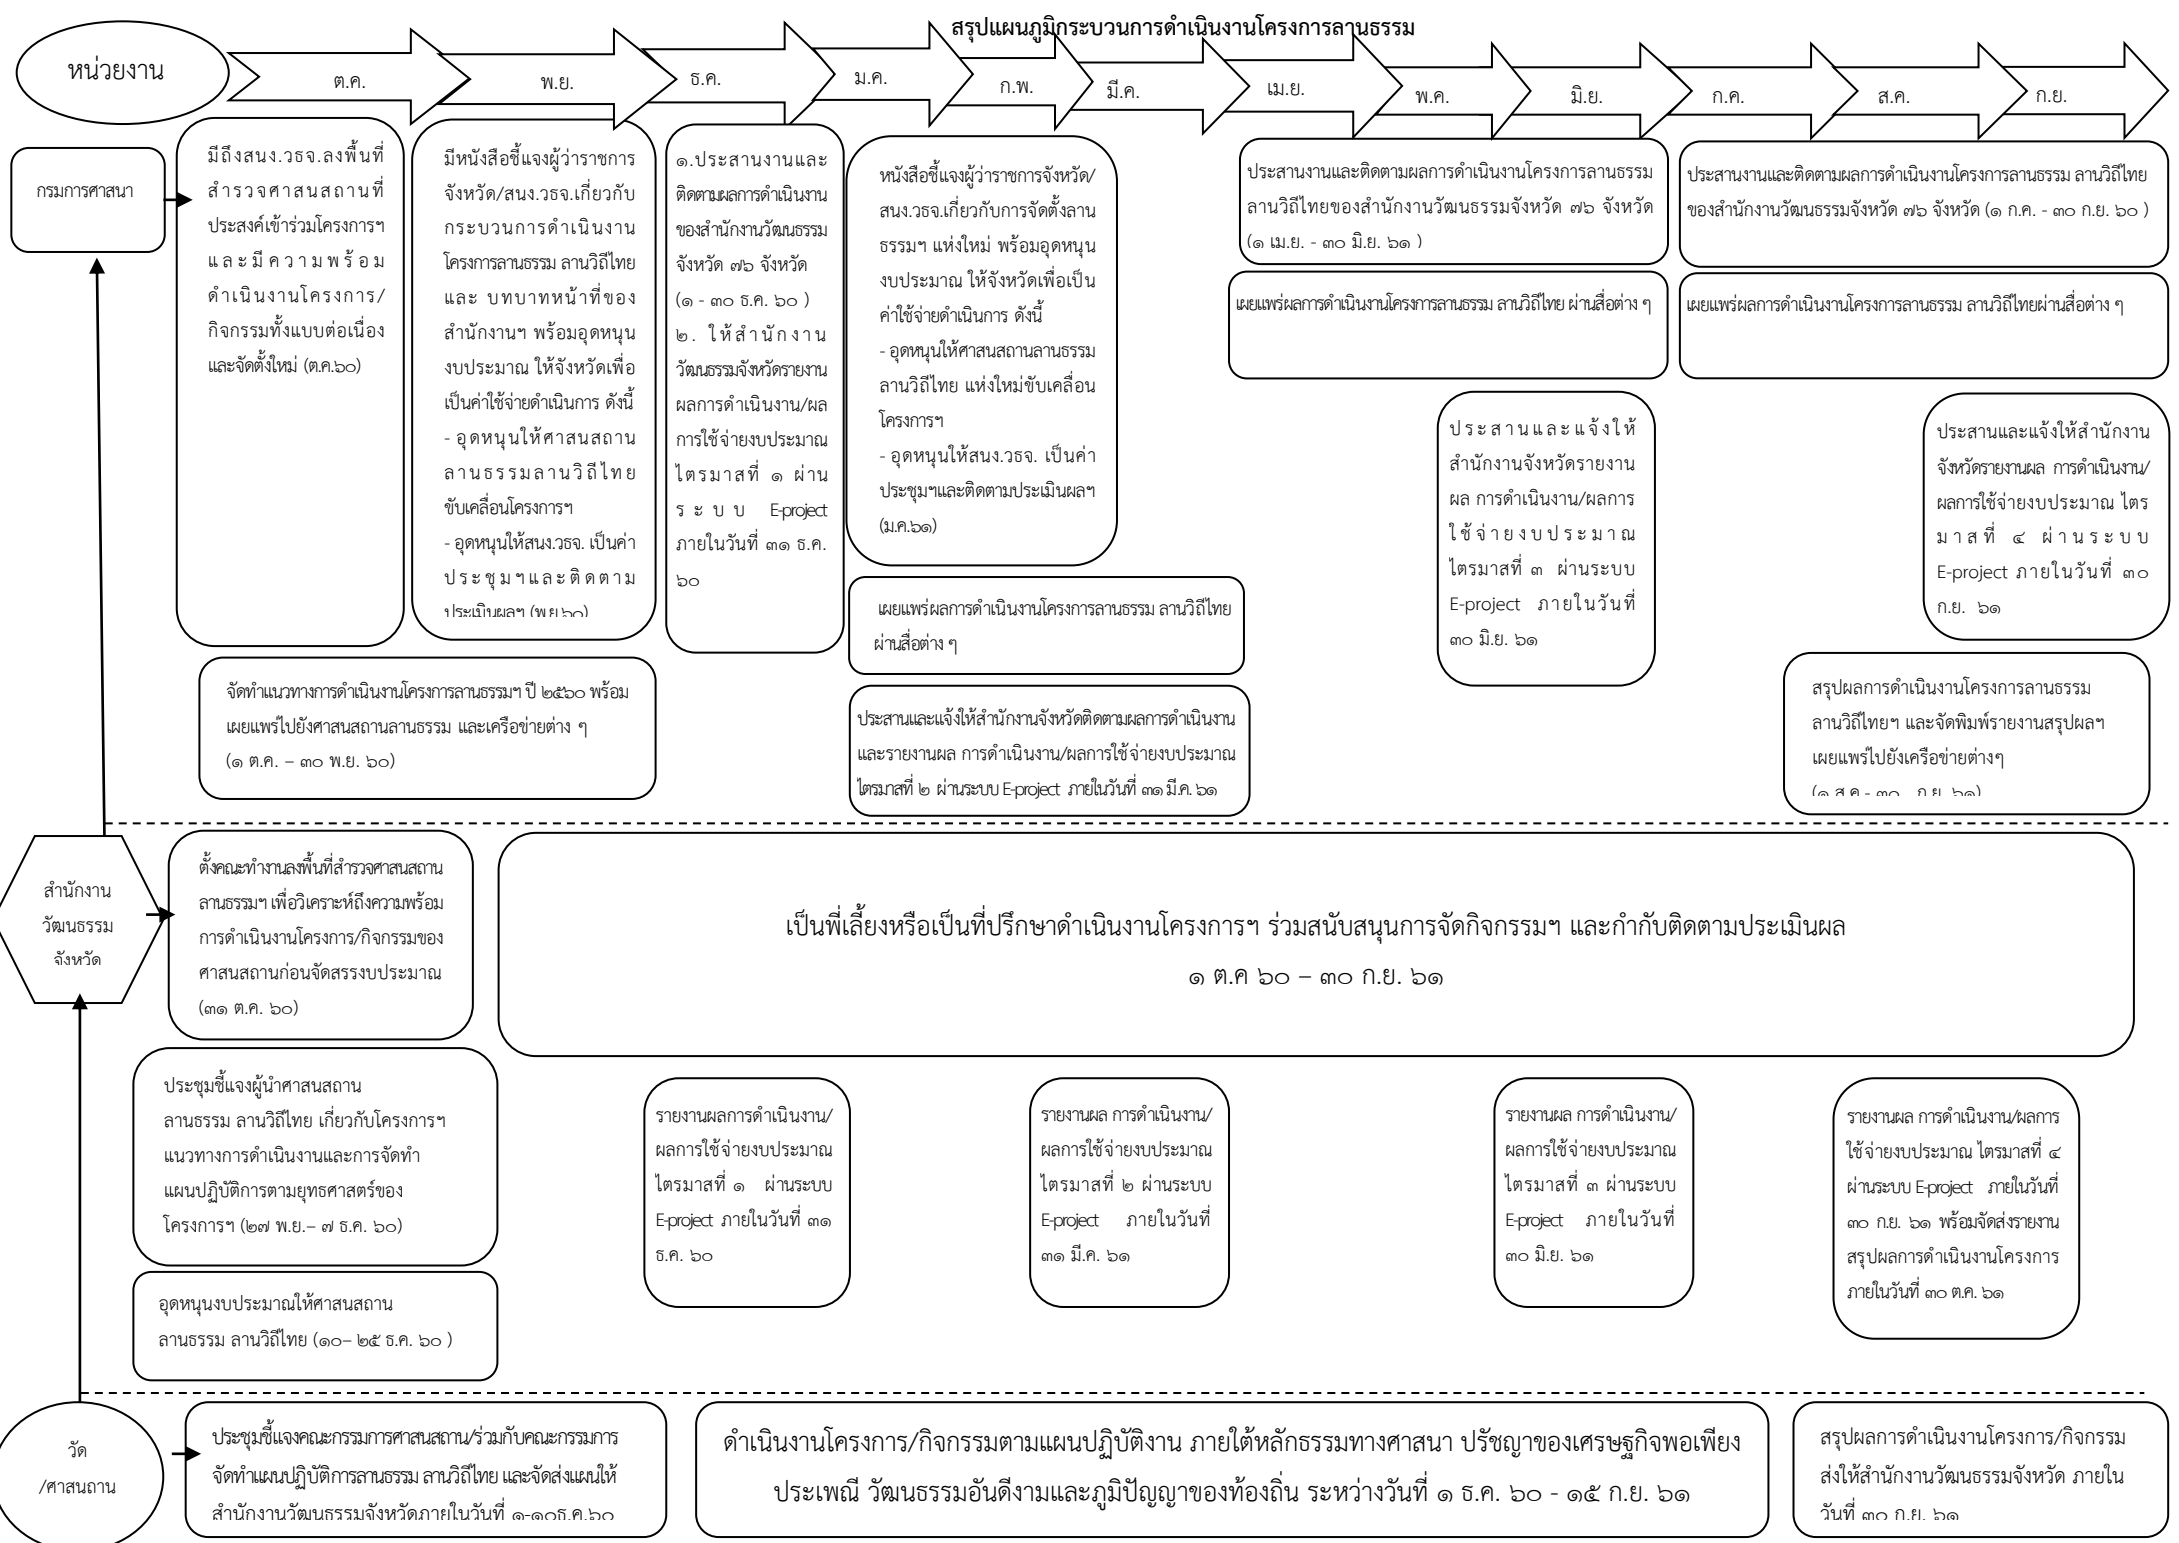 สรุปแผนภูมิกระบวนการดำเนินงานโครงการลานธรรม
หน่วยงาน
ต.ค.
พ.ย.
ธ.ค.
ม.ค.
ก.พ.
มี.ค.
เม.ย.
พ.ค.
มิ.ย.
ก.ค.
ส.ค.
ก.ย.
กรมการศาสนา
มีถึงสนง.วธจ.ลงพื้นที่
สำรวจศาสนสถานที่
ประสงค์เข้าร่วมโครงการฯ
และมีความพร้อม
ดำเนินงานโครงการ/
กิจกรรมทั้งแบบต่อเนื่อง
และจัดตั้งใหม่ (ต.ค.๖๐)
มีหนังสือชี้แจงผู้ว่าราชการ
จังหวัด/สนง.วธจ.เกี่ยวกับ
กระบวนการดำเนินงาน
โครงการลานธรรม ลานวิถีไทย
และ บทบาทหน้าที่ของ
สำนักงานฯ พร้อมอุดหนุน
งบประมาณ ให้จังหวัดเพื่อ
เป็นค่าใช้จ่ายดำเนินการ ดังนี้
- อุดหนุนให้ศาสนสถาน
ลานธรรมลานวิถีไทย
ขับเคลื่อนโครงการฯ
- อุดหนุนให้สนง.วธจ. เป็นค่า
ประชุมฯและติดตาม
ประเมินผลฯ (พ.ย.๖๐)
๑.ประสานงานและ
ติดตามผลการดำเนินงาน
ของสำนักงานวัฒนธรรม
จังหวัด ๗๖ จังหวัด
(๑ - ๓๐ ธ.ค. ๖๐ )
๒. ให้สำนักงาน
วัฒนธรรมจังหวัดรายงาน
ผลการดำเนินงาน/ผล
การใช้จ่ายงบประมาณ
ไตรมาสที่ ๑ ผ่าน
ระบบ E-project
ภายในวันที่ ๓๑ ธ.ค.
๖๐
หนังสือชี้แจงผู้ว่าราชการจังหวัด/
สนง.วธจ.เกี่ยวกับการจัดตั้งลาน
ธรรมฯ แห่งใหม่ พร้อมอุดหนุน
งบประมาณ ให้จังหวัดเพื่อเป็น
ค่าใช้จ่ายดำเนินการ ดังนี้
- อุดหนุนให้ศาสนสถานลานธรรม
ลานวิถีไทย แห่งใหม่ขับเคลื่อน
โครงการฯ
- อุดหนุนให้สนง.วธจ. เป็นค่า
ประชุมฯและติดตามประเมินผลฯ
(ม.ค.๖๑)
ประสานงานและติดตามผลการดำเนินงานโครงการลานธรรม
ลานวิถีไทยของสำนักงานวัฒนธรรมจังหวัด ๗๖ จังหวัด
(๑ เม.ย. - ๓๐ มิ.ย. ๖๑ )
ประสานงานและติดตามผลการดำเนินงานโครงการลานธรรม ลานวิถีไทย
ของสำนักงานวัฒนธรรมจังหวัด ๗๖ จังหวัด (๑ ก.ค. - ๓๐ ก.ย. ๖๐ )
เผยแพร่ผลการดำเนินงานโครงการลานธรรม ลานวิถีไทย ผ่านสื่อต่าง ๆ
เผยแพร่ผลการดำเนินงานโครงการลานธรรม ลานวิถีไทยผ่านสื่อต่าง ๆ
ประสานและแจ้งให้
สำนักงานจังหวัดรายงาน
ผล การดำเนินงาน/ผลการ
ใช้จ่ายงบประมาณ
ไตรมาสที่ ๓ ผ่านระบบ
E-project ภายในวันที่
๓๐ มิ.ย. ๖๑
ประสานและแจ้งให้สำนักงาน
จังหวัดรายงานผล การดำเนินงาน/
ผลการใช้จ่ายงบประมาณ ไตร
มาสที่ ๔ ผ่านระบบ
E-project ภายในวันที่ ๓๐
ก.ย. ๖๑
เผยแพร่ผลการดำเนินงานโครงการลานธรรม ลานวิถีไทย
ผ่านสื่อต่าง ๆ
จัดทำแนวทางการดำเนินงานโครงการลานธรรมฯ ปี ๒๕๖๐ พร้อม
เผยแพร่ไปยังศาสนสถานลานธรรม และเครือข่ายต่าง ๆ
(๑ ต.ค. – ๓๐ พ.ย. ๖๐)
ประสานและแจ้งให้สำนักงานจังหวัดติดตามผลการดำเนินงาน
และรายงานผล การดำเนินงาน/ผลการใช้จ่ายงบประมาณ
ไตรมาสที่ ๒ ผ่านระบบ E-project ภายในวันที่ ๓๑ มี.ค. ๖๑
สรุปผลการดำเนินงานโครงการลานธรรม
ลานวิถีไทยฯ และจัดพิมพ์รายงานสรุปผลฯ
เผยแพร่ไปยังเครือข่ายต่างๆ
(๑ ส.ค.- ๓๐ ก.ย. ๖๑)
สำนักงาน
วัฒนธรรม
จังหวัด
ตั้งคณะทำงานลงพื้นที่สำรวจศาสนสถาน
ลานธรรมฯ เพื่อวิเคราะห์ถึงความพร้อม
การดำเนินงานโครงการ/กิจกรรมของ
ศาสนสถานก่อนจัดสรรงบประมาณ
(๓๑ ต.ค. ๖๐)
เป็นพี่เลี้ยงหรือเป็นที่ปรึกษาดำเนินงานโครงการฯ ร่วมสนับสนุนการจัดกิจกรรมฯ และกำกับติดตามประเมินผล
๑ ต.ค ๖๐ – ๓๐ ก.ย. ๖๑
ประชุมชี้แจงผู้นำศาสนสถาน
ลานธรรม ลานวิถีไทย เกี่ยวกับโครงการฯ
แนวทางการดำเนินงานและการจัดทำ
แผนปฏิบัติการตามยุทธศาสตร์ของ
โครงการฯ (๒๗ พ.ย.– ๗ ธ.ค. ๖๐)
รายงานผลการดำเนินงาน/
ผลการใช้จ่ายงบประมาณ
ไตรมาสที่ ๑ ผ่านระบบ
E-project ภายในวันที่ ๓๑
ธ.ค. ๖๐
รายงานผล การดำเนินงาน/
ผลการใช้จ่ายงบประมาณ
ไตรมาสที่ ๒ ผ่านระบบ
E-project ภายในวันที่
๓๑ มี.ค. ๖๑
รายงานผล การดำเนินงาน/
ผลการใช้จ่ายงบประมาณ
ไตรมาสที่ ๓ ผ่านระบบ
E-project ภายในวันที่
๓๐ มิ.ย. ๖๑
รายงานผล การดำเนินงาน/ผลการ
ใช้จ่ายงบประมาณ ไตรมาสที่ ๔
ผ่านระบบ E-project ภายในวันที่
๓๐ ก.ย. ๖๑ พร้อมจัดส่งรายงาน
สรุปผลการดำเนินงานโครงการ
ภายในวันที่ ๓๐ ต.ค. ๖๑
อุดหนุนงบประมาณให้ศาสนสถาน
ลานธรรม ลานวิถีไทย (๑๐– ๒๕ ธ.ค. ๖๐ )
วัด
/ศาสนถาน
ประชุมชี้แจงคณะกรรมการศาสนสถาน/ร่วมกับคณะกรรมการ
จัดทำแผนปฏิบัติการลานธรรม ลานวิถีไทย และจัดส่งแผนให้
สำนักงานวัฒนธรรมจังหวัดภายในวันที่ ๑-๑๐ธ.ค.๖๐
ดำเนินงานโครงการ/กิจกรรมตามแผนปฏิบัติงาน ภายใต้หลักธรรมทางศาสนา ปรัชญาของเศรษฐกิจพอเพียง
ประเพณี วัฒนธรรมอันดีงามและภูมิปัญญาของท้องถิ่น ระหว่างวันที่ ๑ ธ.ค. ๖๐ - ๑๕ ก.ย. ๖๑
สรุปผลการดำเนินงานโครงการ/กิจกรรม
ส่งให้สำนักงานวัฒนธรรมจังหวัด ภายใน
วันที่ ๓๐ ก.ย. ๖๑